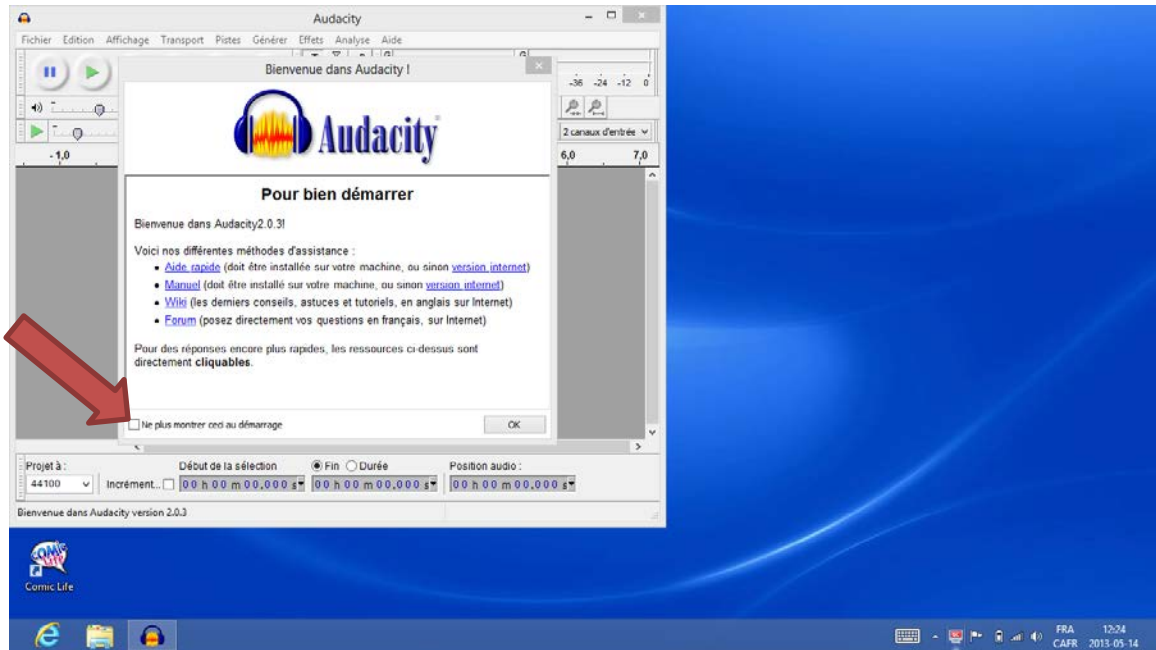 Audacity
Fichier Edition Affichage Transport Pistes Générer Effets Analyse Aide
Bienvenue dans Audacity !
-36 -24 -12 0
Audacity
2 canaux d'entrée
- 1,0
6,0 7,0
Pour bien démarrer
Bienvenue dans Audacity2.0.3!
Voici nos différentes méthodes d'assistance :
• Aide rapide (doit être installée sur votre machine, ou sinon version internet)
• Manuel (doit être installé sur votre machine, ou sinon version internet)
• Wiki (les derniers conseils, astuces et tutoriels, en anglais sur Internet)
• Forum (posez directement vos questions en français, sur Internet)
Pour des réponses encore plus rapides, les ressources ci-dessus sont
directement cliquables.
Ne plus montrer ceci au démarrage
OK
Projet à : Début de la sélection Fin Durée Position audio :
44100 Incrément... 00 h 00 m 00,000 s 00 h 00 m 00,000 s 00 h 00 m 00,000 s
Bienvenue dans Audacity version 2.0.3
COMIC LIFE
Comic Life
FRA 12:24
CAFR 2013-05-14